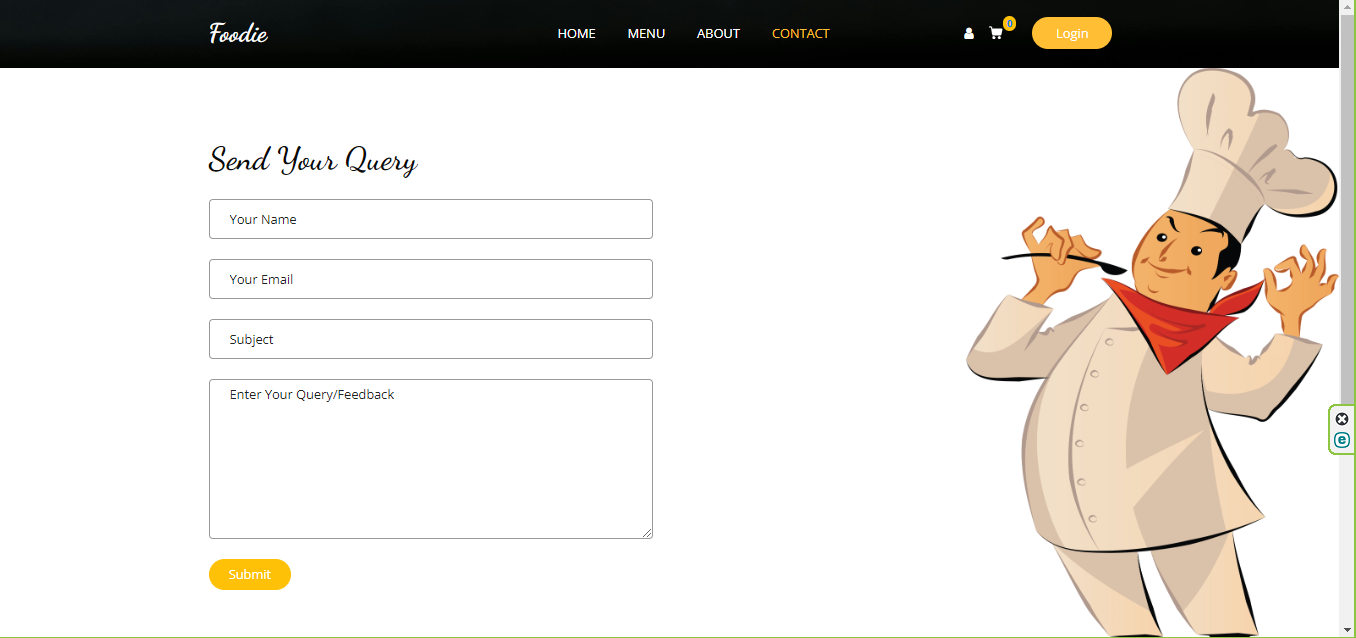 Foodie
HOME MENU ABOUT CONTACT
0
Login
Send Your Query
Your Name
Your Email
Subject
Enter Your Query/Feedback
Submit
e